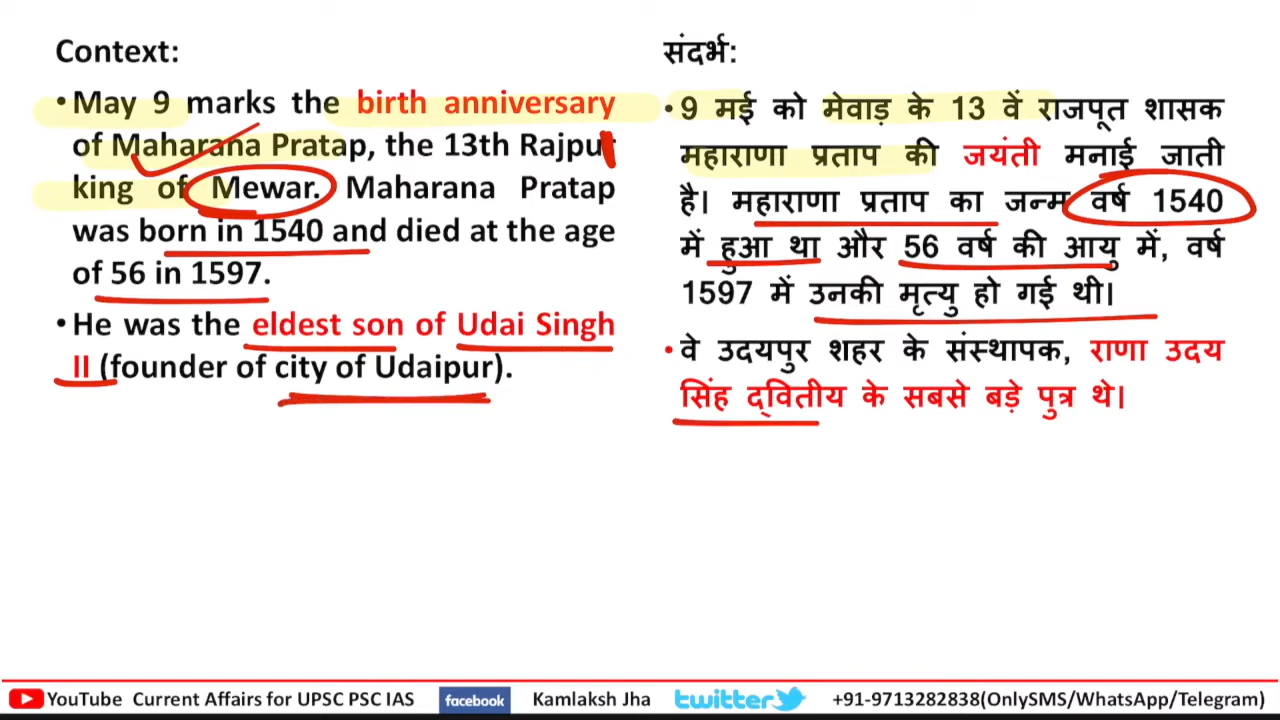 Context:
• May 9 marks the birth anniversary
of Maharana Pratap, the 13th Rajput
king of Mewar. Maharana Pratap
was born in 1540 and died at the age
of 56 in 1597.
• He was the eldest son of Udai Singh
II (founder of city of Udaipur).
संदर्भ:
• 9 मई को मेवाड़ के 13 वें राजपूत शासक
महाराणा प्रताप की जयंती मनाई जाती
है। महाराणा प्रताप का जन्म वर्ष 1540
में हुआ था और 56 वर्ष की आयु में, वर्ष
1597 में उनकी मृत्यु हो गई थी।
• वे उदयपुर शहर के संस्थापक, राणा उदय
सिंह द्वितीय के सबसे बड़े पुत्र थे।
YouTube Current Affairs for UPSC PSC IAS facebook Kamlaksh Jha twitter +91-9713282838(OnlySMS/WhatsApp/Telegram)